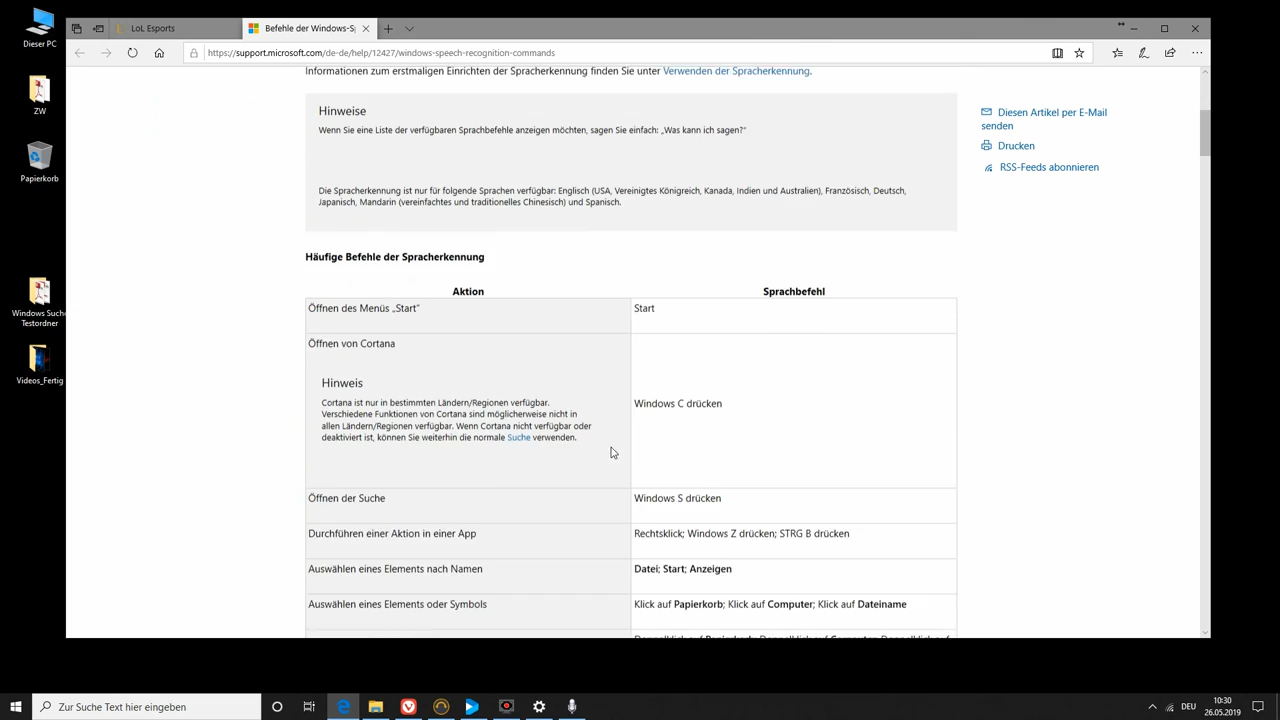 LoL Esports
Befehle der Windows-Sp
https://support.microsoft.com/de-de/help/12427/windows-speech-recognition-commands
Dieser PC
ZW
Papierkorb
Windows Suche
Testordner
Videos_Fertig
Informationen zum erstmaligen Einrichten der Spracherkennung finden Sie unter Verwenden der Spracherkennung.
Hinweise
Wenn Sie eine Liste der verfügbaren Sprachbefehle anzeigen möchten, sagen Sie einfach: „Was kann ich sagen?“
Die Spracherkennung ist nur für folgende Sprachen verfügbar: Englisch (USA, Vereinigtes Königreich, Kanada, Indien und Australien), Französisch, Deutsch,
Japanisch, Mandarin (vereinfachtes und traditionelles Chinesisch) und Spanisch.
Diesen Artikel per E-Mail
senden
Drucken
RSS-Feeds abonnieren
Häufige Befehle der Spracherkennung
Aktion Sprachbefehl
Öffnen des Menüs „Start“ Start
Öffnen von Cortana
Hinweis
Cortana ist nur in bestimmten Ländern/Regionen verfügbar.
Verschiedene Funktionen von Cortana sind möglicherweise nicht in
allen Ländern/Regionen verfügbar. Wenn Cortana nicht verfügbar oder
deaktiviert ist, können Sie weiterhin die normale Suche verwenden.
Windows C drücken
Öffnen der Suche Windows S drücken
Durchführen einer Aktion in einer App Rechtsklick; Windows Z drücken; STRG B drücken
Auswählen eines Elements nach Namen Datei; Start; Anzeigen
Auswählen eines Elements oder Symbols Klick auf Papierkorb; Klick auf Computer; Klick auf Dateiname
Zur Suche Text hier eingeben
DEU
10:30
26.05.2019